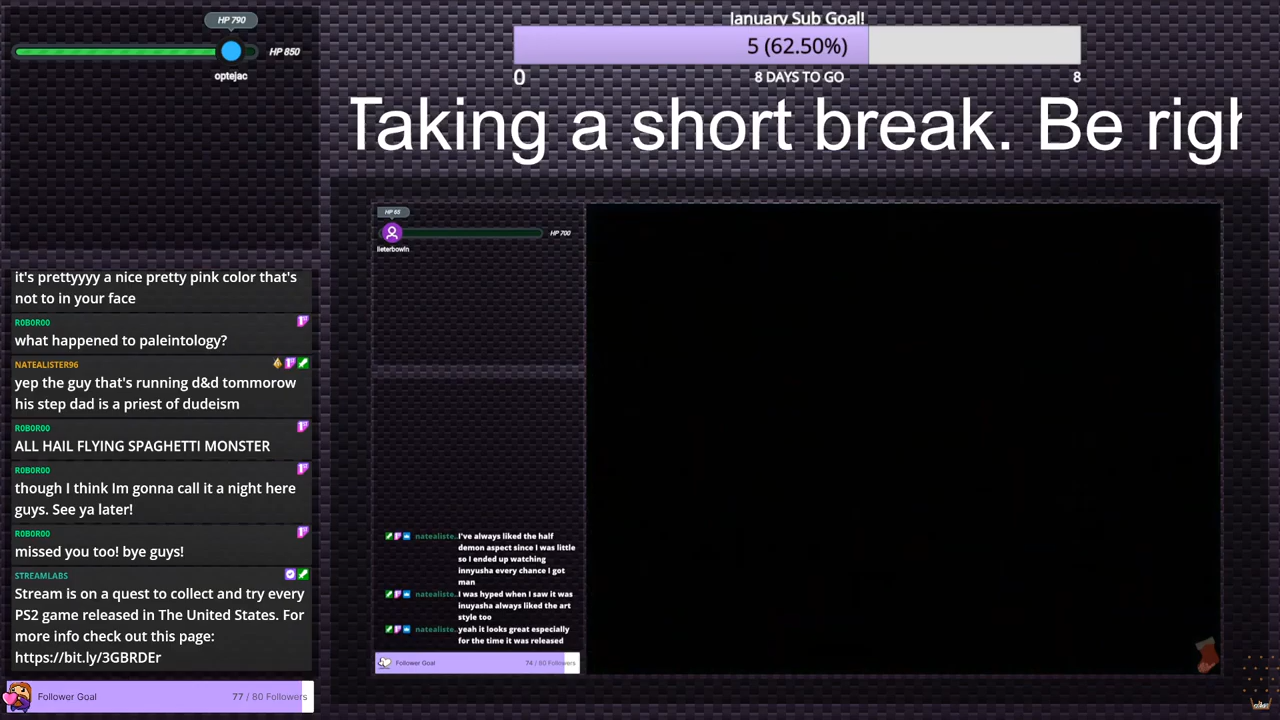 HP 790
HP 850
optejac
January Sub Goal!
5 (62.50%)
0
8 DAYS TO GO
8
Taking a short break. Be righ
it's prettyyyy a nice pretty pink color that's
not to in your face
R0B0R00
what happened to paleintology?
NATEALISTER96
yep the guy that's running d&d tommorow
his step dad is a priest of dudeism
R0B0R00
ALL HAIL FLYING SPAGHETTI MONSTER
R0B0R00
though I think Im gonna call it a night here
guys. See ya later!
R0B0R00
missed you too! bye guys!
STREAMLABS
Stream is on a quest to collect and try every
PS2 game released in The United States. For
more info check out this page:
https://bit.ly/3GBRDEr
Follower Goal
77 / 80 Followers
HP 65
HP 700
lieterbowin
nataliste.. I've always liked the half
demon aspect since I was little
so I ended up watching
innyusha every chance I got
man
natealiste.. I was hyped when I saw it was
inuyasha always liked the art
style too
natealiste.. yeah it looks great especially
for the time it was released
Follower Goal
74 / 80 Followers